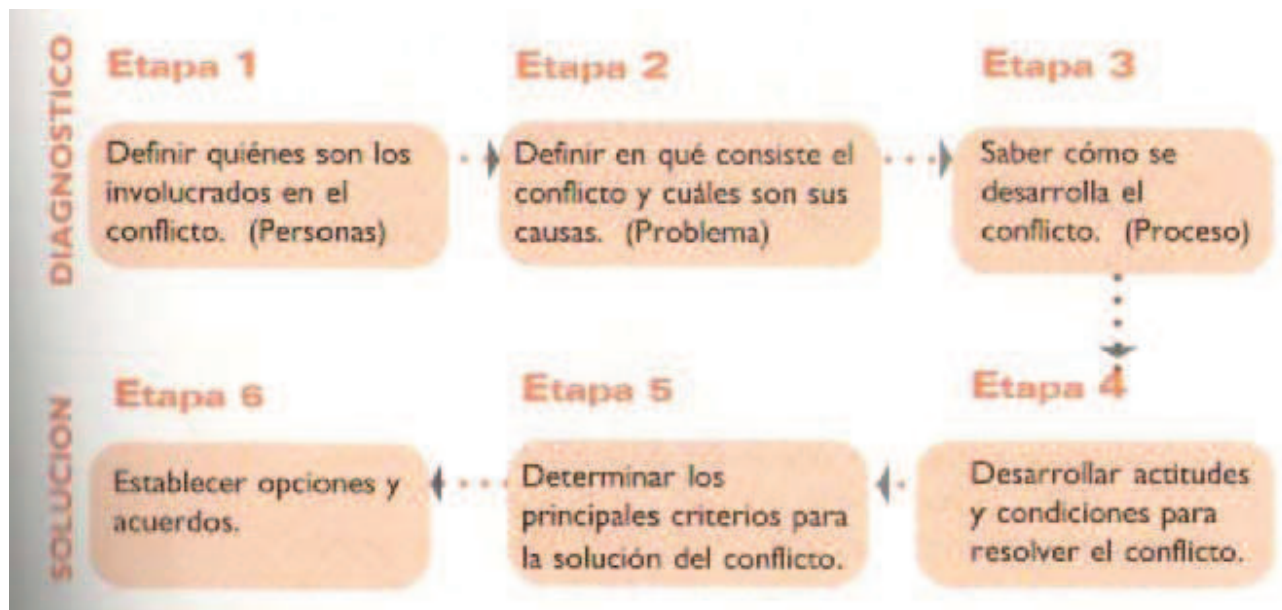 DIAGNOSTICO
Etapa 1
Definir quiénes son los
involucrados en el
conflicto. (Personas)
Etapa 2
Definir en qué consiste el
conflicto y cuáles son sus
causas. (Problema)
Etapa 3
Saber cómo se
desarrolla el
conflicto. (Proceso)
SOLUCION
Etapa 4
Desarrollar actitudes
y condiciones para
resolver el conflicto.
Etapa 5
Determinar los
principales criterios para
la solución del conflicto.
Etapa 6
Establecer opciones y
acuerdos.